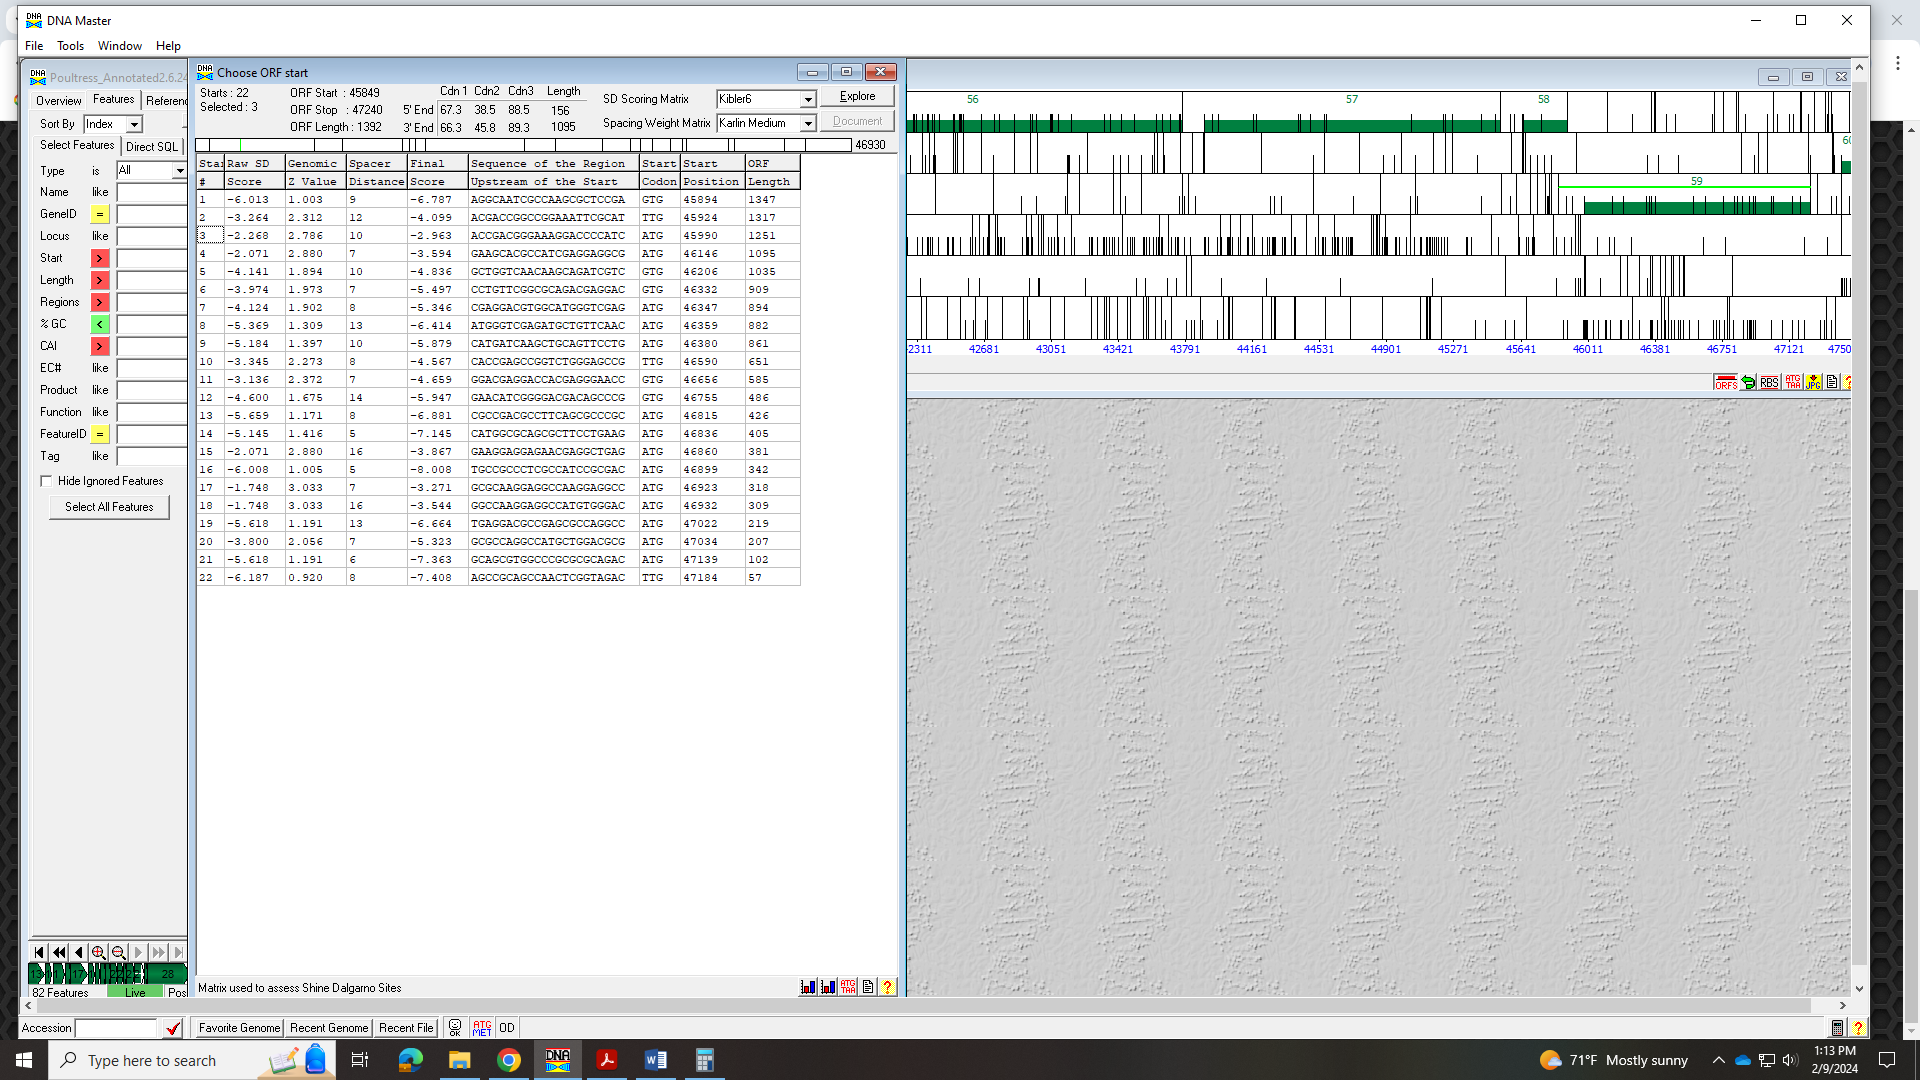 DNA Master
File Tools Window Help
Poultress_Annotated2.6.24
Overview Features Referenc
Sort By Index
Select Features Direct SQL
Type is All
Name like
GeneID =
Locus like
Start >
Length >
Regions >
% GC <
CAI >
EC# like
Product like
Function like
FeatureID =
Tag like
Hide Ignored Features
Select All Features
28
82 Features Live Pos
Choose ORF start
Starts : 22
Selected : 3
ORF Start : 45849
ORF Stop : 47240
ORF Length : 1392
Cdn 1 Cdn2 Cdn3 Length
5' End 67.3 38.5 88.5 156
3' End 66.3 45.8 89.3 1095
SD Scoring Matrix Kibler6 Explore
Spacing Weight Matrix Karlin Medium Document
46930
Star Raw SD Genomic Spacer Final Sequence of the Region Start Start ORF
# Score Z Value Distance Score Upstream of the Start Codon Position Length
1 -6.013 1.003 9 -6.787 AGGCAATCGCCAAGCGCTCCGA GTG 45894 1347
2 -3.264 2.312 12 -4.099 ACGACCGGCCGGAAATTCGCAT TTG 45924 1317
3 -2.268 2.786 10 -2.963 ACCGACGGGAAAGGACCCCATC ATG 45990 1251
4 -2.071 2.880 7 -3.594 GAAGCACGCCATCGAGGAGGCG ATG 46146 1095
5 -4.141 1.894 10 -4.836 GCTGGTCAACAAGCAGATCGTC GTG 46206 1035
6 -3.974 1.973 7 -5.497 CCTGTTCGGCGCAGACGAGGAC GTG 46332 909
7 -4.124 1.902 8 -5.346 CGAGGACGTGGCATGGGTCGAG ATG 46347 894
8 -5.369 1.309 13 -6.414 ATGGGTCGAGATGCTGTTCAAC ATG 46359 882
9 -5.184 1.397 10 -5.879 CATGATCAAGCTGCAGTTCCTG ATG 46380 861
10 -3.345 2.273 8 -4.567 CACCGAGCCGGTCTGGGAGCCG TTG 46590 651
11 -3.136 2.372 7 -4.659 GGACGAGGACCACGAGGGAACC GTG 46656 585
12 -4.600 1.675 14 -5.947 GAACATCGGGGACGACAGCCCG GTG 46755 486
13 -5.659 1.171 8 -6.881 CGCCGACGCCTTCAGCGCCCGC ATG 46815 426
14 -5.145 1.416 5 -7.145 CATGGCGCAGCGCTTCCTGAAG ATG 46836 405
15 -2.071 2.880 16 -3.867 GAAGGAGGAGAACGAGGCTGAG ATG 46860 381
16 -6.008 1.005 5 -8.008 TGCCGCCCTCGCCATCCGCGAC ATG 46899 342
17 -1.748 3.033 7 -3.271 GCGCAAGGAGGCCAAGGAGGCC ATG 46923 318
18 -1.748 3.033 16 -3.544 GGCCAAGGAGGCCATGTGGGAC ATG 46932 309
19 -5.618 1.191 13 -6.664 TGAGGACGCCGAGCGCCAGGCC ATG 47022 219
20 -3.800 2.056 7 -5.323 GCGCCAGGCCATGCTGGACGCG ATG 47034 207
21 -5.618 1.191 6 -7.363 GCAGCGTGGCCCGCGCGCAGAC ATG 47139 102
22 -6.187 0.920 8 -7.408 AGCCGCAGCCAACTCGGTAGAC TTG 47184 57
Matrix used to assess Shine Dalgarno Sites ATG TAA ?
56 57 58
59
2311 42681 43051 43421 43791 44161 44531 44901 45271 45641 46011 46381 46751 47121 4750
ORFS RBS ATG TAA JPG ?
Accession Favorite Genome Recent Genome Recent File OK ATG MET OD ?
Type here to search DNA 71°F Mostly sunny 1:13 PM
2/9/2024